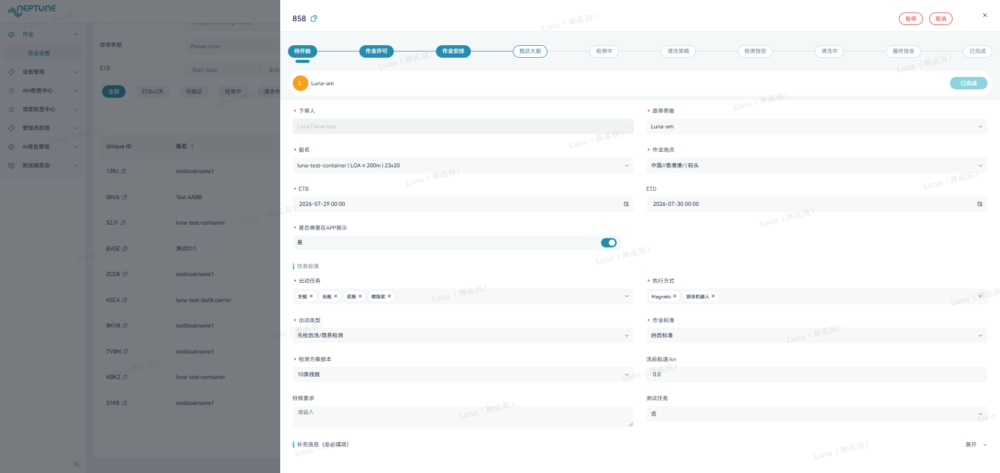 NEPTUNE
作业
作业设置
设备管理
AM配置中心
调度配置中心
管理员权限
AI报告管理
新加坡展会
Please enter Ship Name
跟单客服
Please enter
ETB
Start date - End
全部 ETB≤2天 待抵达 检测中 清洗中
Unique ID 船名
13RJ testboatname1
0RV6 Test AABB
5ZJ1 luna-test-container
8VGE 测试011
ZCD8 testboatname1
KSC4 luna-test-bullk carrier
8KVB testboatname1
7V8M testboatname1
KBK2 luna-test-container
S1K8 testboatname1
858
暂停 取消
待开始 作业许可 作业安排 抵达大船 检测中 清洗策略 检测报告 清洗中 最终报告 已完成
L Luna-am 已完成
* 下单人 * 跟单客服
Luna | luna-test Luna-am
* 船名 * 作业地点
luna-test-container | LOA ≤ 200m | 23x20 中国//香港港/ | 码头
* ETB ETD
2026-07-29 00:00 2026-07-30 00:00
* 是否需要在APP展示
是
任务标准
* 出动任务 * 执行方式
左舷 × 右舷 × 底板 × 螺旋桨 × Magneto × 游泳机器人 ×
* 出动类型 * 作业标准
先检后洗/简易检测 纳百标准
* 检测方案版本 洗前航速/kn
10条线版 0.0
特殊要求 测试任务
请输入 否
补充信息（非必填项） 展开
Luna（薄成莉）